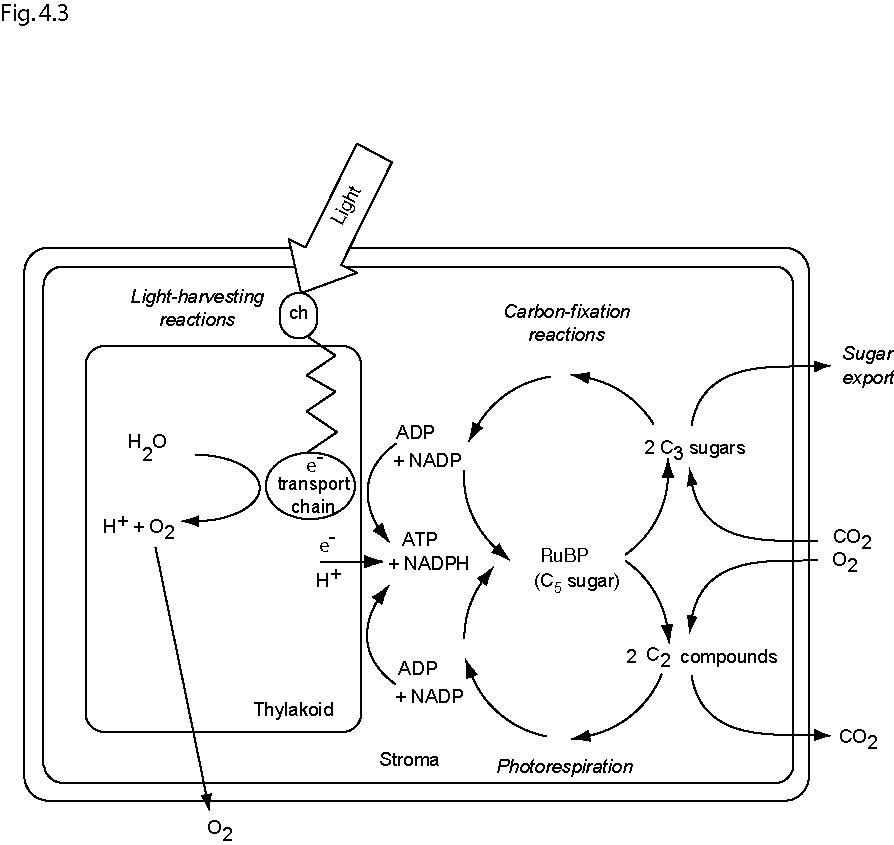 Fig. 4.3
Light
Light-harvesting
reactions
ch
Carbon-fixation
reactions
Sugar
export
H2O
e-
transport
chain
H+ + O2
ADP
+ NADP
2 C3 sugars
e-
H+
ATP
+ NADPH
RuBP
(C5 sugar)
CO2
O2
ADP
+ NADP
2 C2 compounds
Thylakoid
Stroma
Photorespiration
CO2
O2